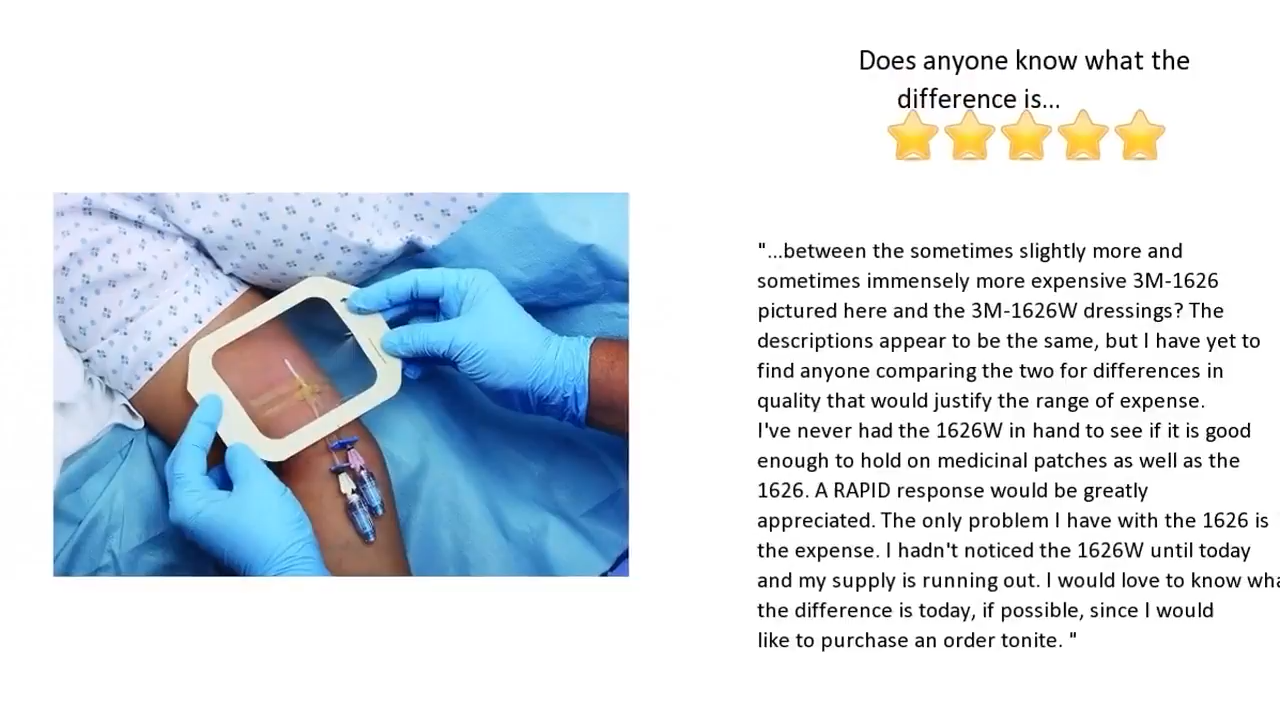 Does anyone know what the
difference is...
"...between the sometimes slightly more and
sometimes immensely more expensive 3M-1626
pictured here and the 3M-1626W dressings? The
descriptions appear to be the same, but I have yet to
find anyone comparing the two for differences in
quality that would justify the range of expense.
I've never had the 1626W in hand to see if it is good
enough to hold on medicinal patches as well as the
1626. A RAPID response would be greatly
appreciated. The only problem I have with the 1626 is
the expense. I hadn't noticed the 1626W until today
and my supply is running out. I would love to know wha
the difference is today, if possible, since I would
like to purchase an order tonite. "